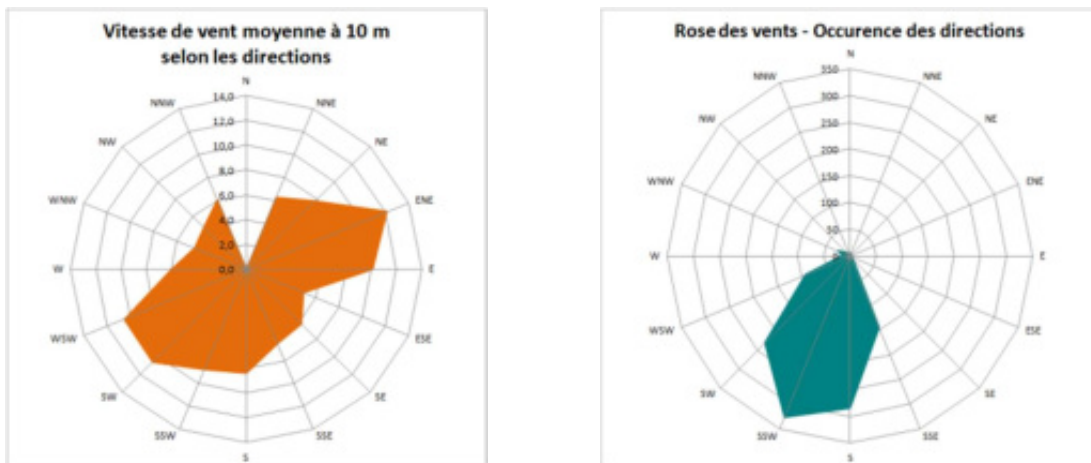 Vitesse de vent moyenne à 10 m
selon les directions
N
NNW
14,0
NNE
12,0
NW
10,0
NE
8,0
WNW
6,0
ENE
4,0
2,0
W
0,0
E
WSW
ESE
SW
SE
SSW
SSE
S
Rose des vents - Occurence des directions
N
NNW
350
NNE
300
NW
250
NE
200
WNW
150
ENE
100
50
W
E
WSW
ESE
SW
SE
SSW
SSE
S